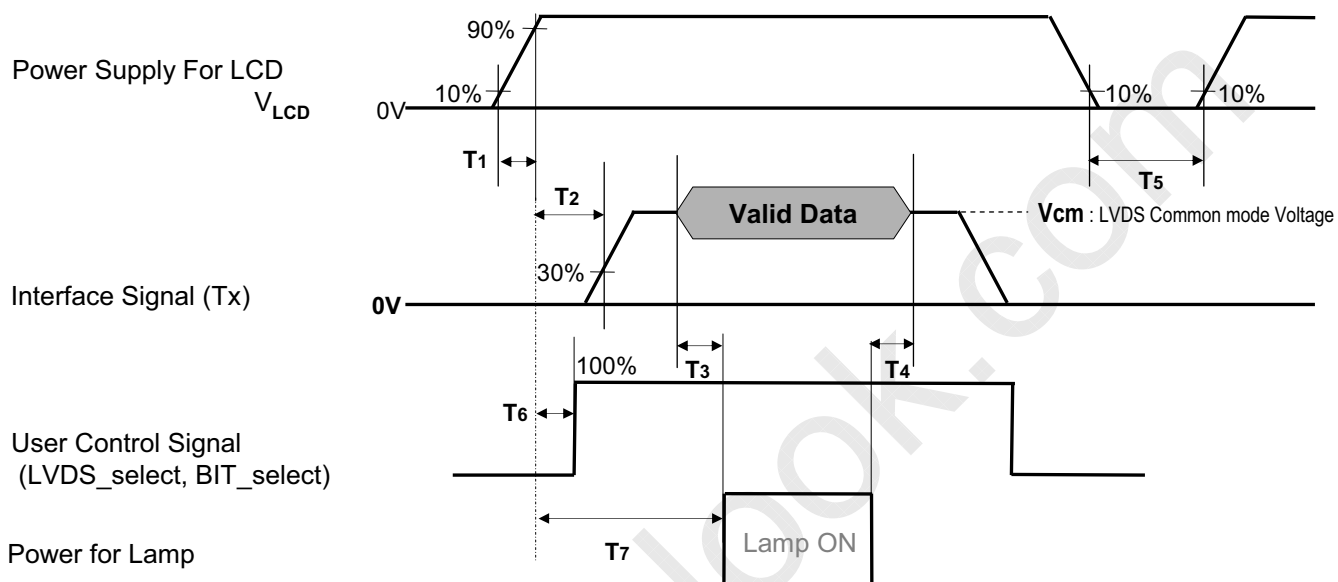 90%
Power Supply For LCD
10%
10%
10%
VLCD
0V
T1
T5
T2
Valid Data
Vcm : LVDS Common mode Voltage
30%
Interface Signal (Tx)
0V
100%
T3
T4
T6
User Control Signal
(LVDS_select, BIT_select)
T7
Lamp ON
Power for Lamp
look.com